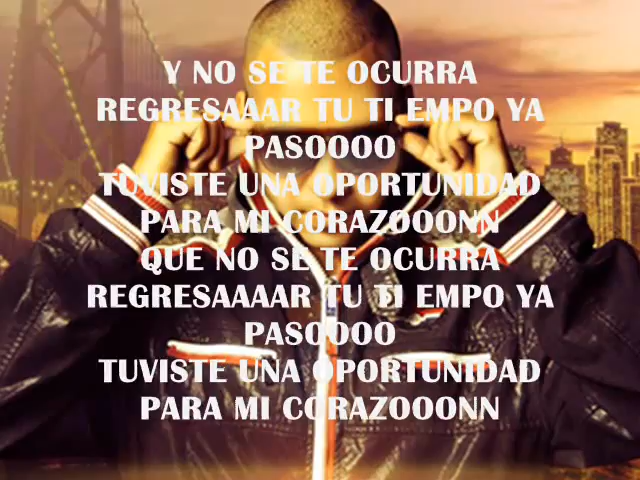 Y NO SE TE OCURRA
REGRESAAAR TU TI EMPO YA
PASOOOO
TUVISTE UNA OPORTUNIDAD
PARA MI CORAZOOONN
QUE NO SE TE OCURRA
REGRESAAAAR TU TI EMPO YA
PASOOOO
TUVISTE UNA OPORTUNIDAD
PARA MI CORAZOOONN